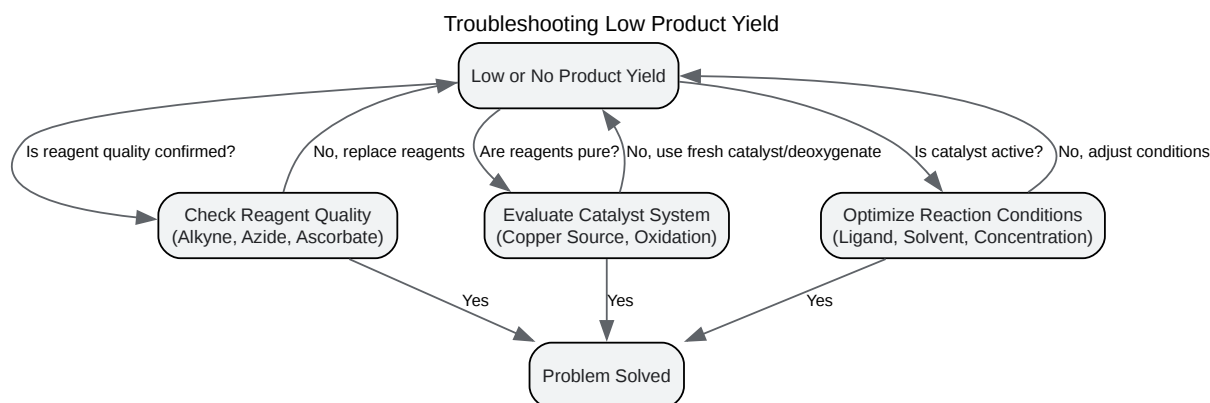 Troubleshooting Low Product Yield
Low or No Product Yield
Is reagent quality confirmed?
No, replace reagents
Are reagents pure?
No, use fresh catalyst/deoxygenate
Is catalyst active?
No, adjust conditions
Check Reagent Quality
(Alkyne, Azide, Ascorbate)
Evaluate Catalyst System
(Copper Source, Oxidation)
Optimize Reaction Conditions
(Ligand, Solvent, Concentration)
Yes
Yes
Yes
Problem Solved